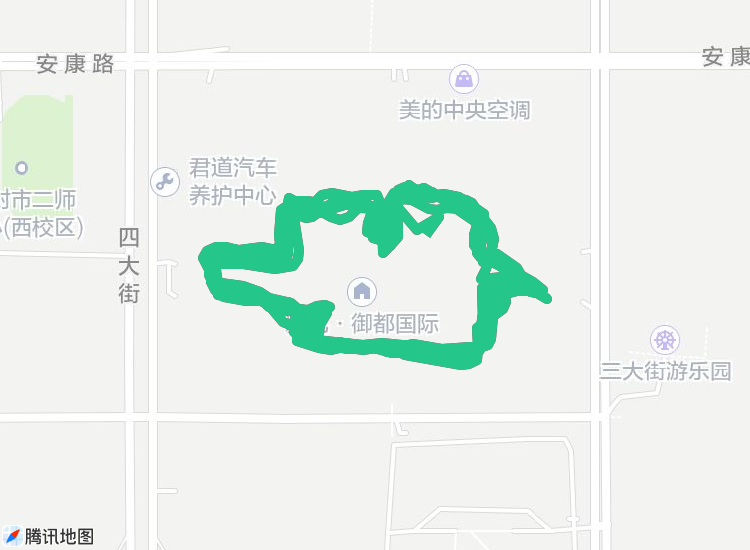 安康路
安康
美的中央空调
君道汽车
养护中心
市二师
(西校区)
四大街
·御都国际
三大街游乐园
腾讯地图